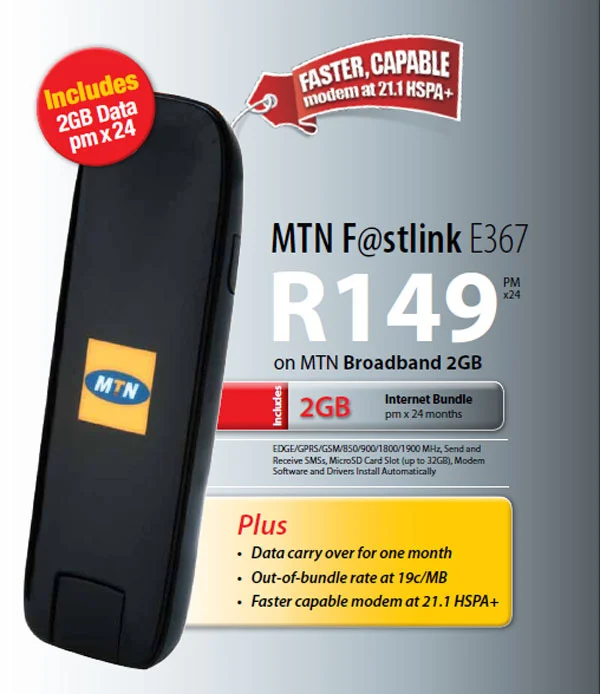 Includes
2GB Data
pm x 24
FASTER, CAPABLE
modem at 21.1 HSPA+
MTN F@stlink E367
R149 PM
x24
on MTN Broadband 2GB
Includes
2GB
Internet Bundle
pm x 24 months
EDGE/GPRS/GSM/850/900/1800/1900 MHz, Send and
Receive SMSs, MicroSD Card Slot (up to 32GB), Modem
Software and Drivers Install Automatically
MTN
Plus
• Data carry over for one month
• Out-of-bundle rate at 19c/MB
• Faster capable modem at 21.1 HSPA+